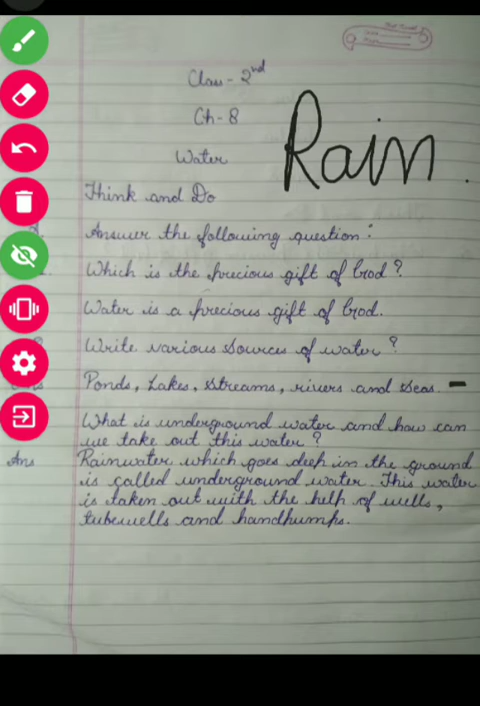 Class - 2nd
Ch - 8
Rain
Water
Think and Do
Answer the following question :
Which is the precious gift of God ?
Water is a precious gift of God.
Write various sources of water ?
Ponds, Lakes, Streams, rivers and Seas.
What is underground water and how can
we take out this water ?
Ans Rainwater which goes deep in the ground
is called underground water. This water
is taken out with the help of wells,
tubewells and handpumps.